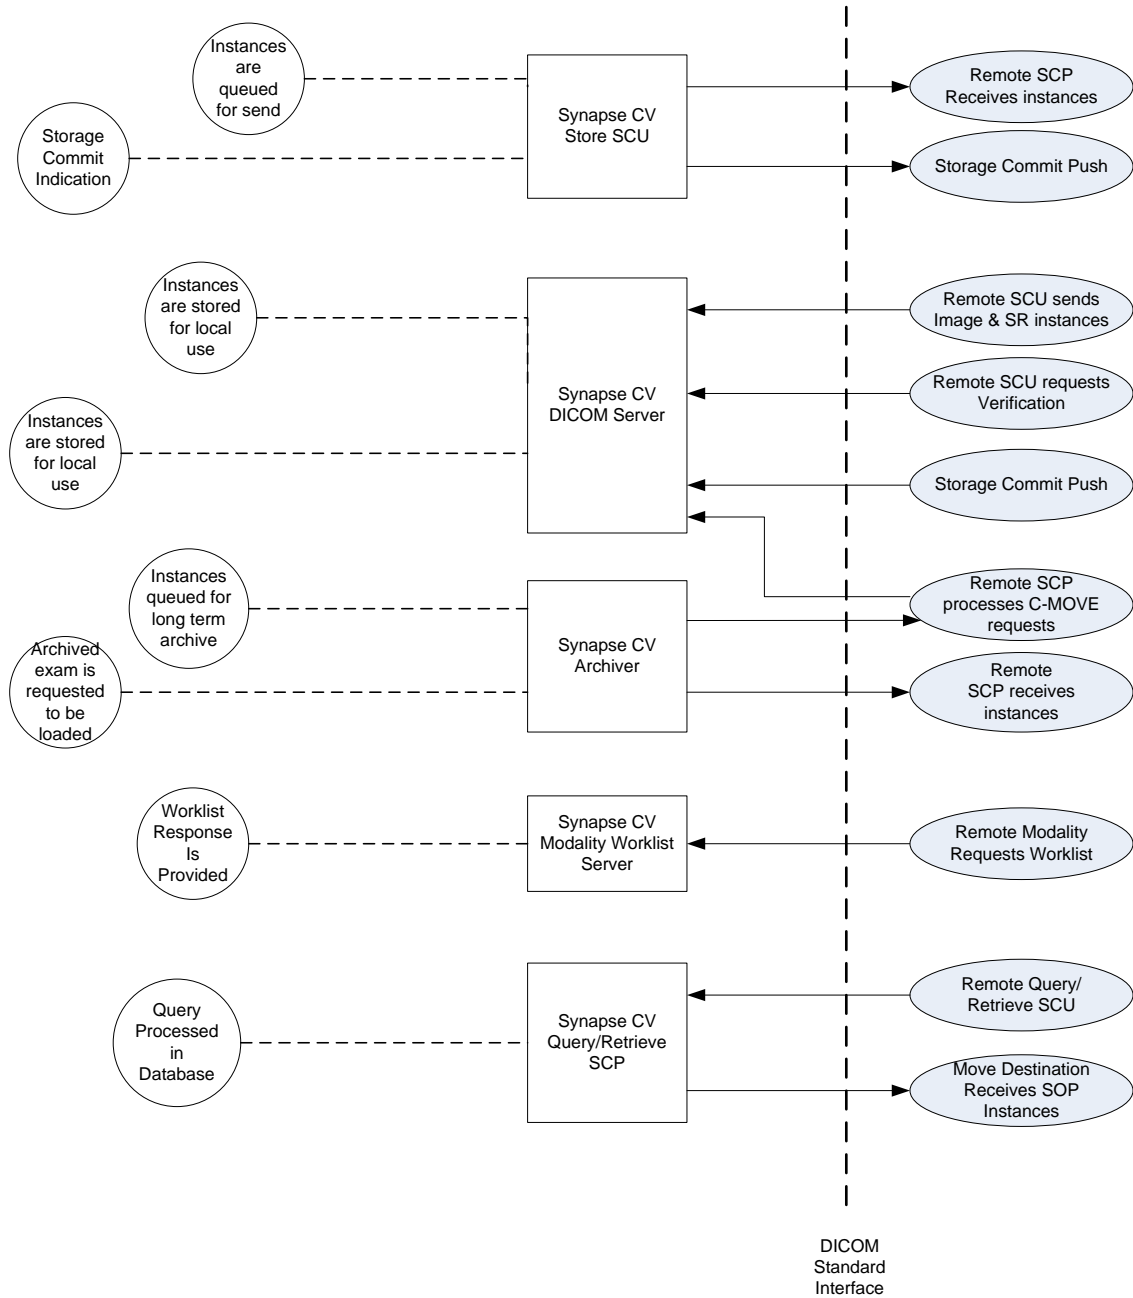 Instances
are
queued
for send
Storage
Commit
Indication
Synapse CV
Store SCU
Remote SCP
Receives instances
Storage Commit Push
Instances
are stored
for local
use
Instances
are stored
for local
use
Synapse CV
DICOM Server
Remote SCU sends
Image & SR instances
Remote SCU requests
Verification
Storage Commit Push
Instances
queued for
long term
archive
Archived
exam is
requested
to be
loaded
Synapse CV
Archiver
Remote SCP
processes C-MOVE
requests
Remote
SCP receives
instances
Worklist
Response
Is
Provided
Synapse CV
Modality Worklist
Server
Remote Modality
Requests Worklist
Query
Processed
in
Database
Synapse CV
Query/Retrieve
SCP
Remote Query/
Retrieve SCU
Move Destination
Receives SOP
Instances
DICOM
Standard
Interface